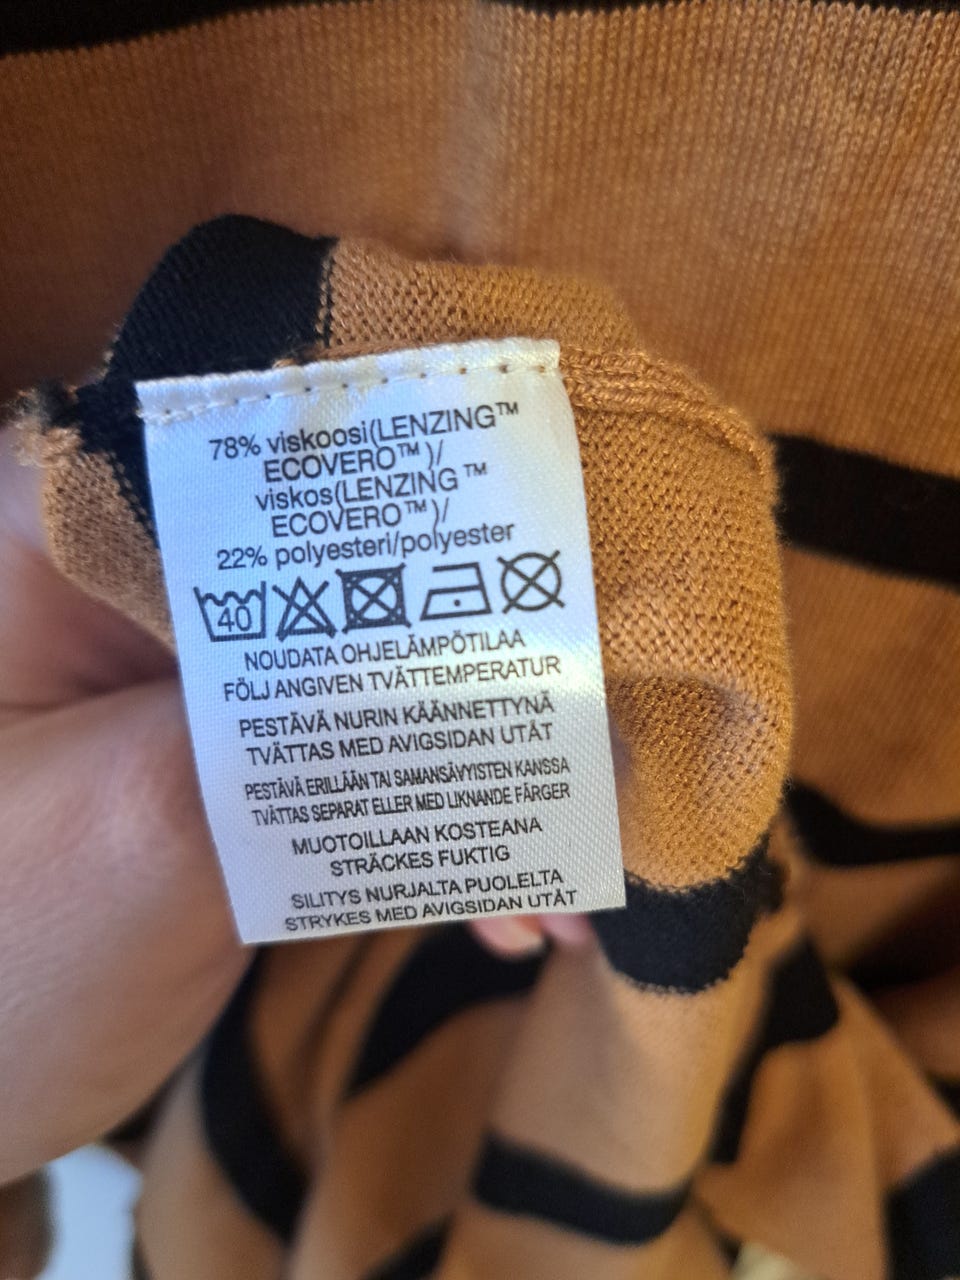 78% viskoosi(LENZING™
ECOVERO™)/
viskos(LENZING™
ECOVERO™)/
22% polyesteri/polyester
40
NOUDATA OHJELÄMPÖTILAA
FÖLJ ANGIVEN TVÄTTEMPERATUR
PESTÄVÄ NURIN KÄÄNNETTYNÄ
TVÄTTAS MED AVIGSIDAN UTÅT
PESTÄVÄ ERILLÄÄN TAI SAMANSÄVYISTEN KANSSA
TVÄTTAS SEPARAT ELLER MED LIKNANDE FÄRGER
MUOTOILLAAN KOSTEANA
STRÄCKES FUKTIG
SILITYS NURJALTA PUOLELTA
STRYKES MED AVIGSIDAN UTÅT